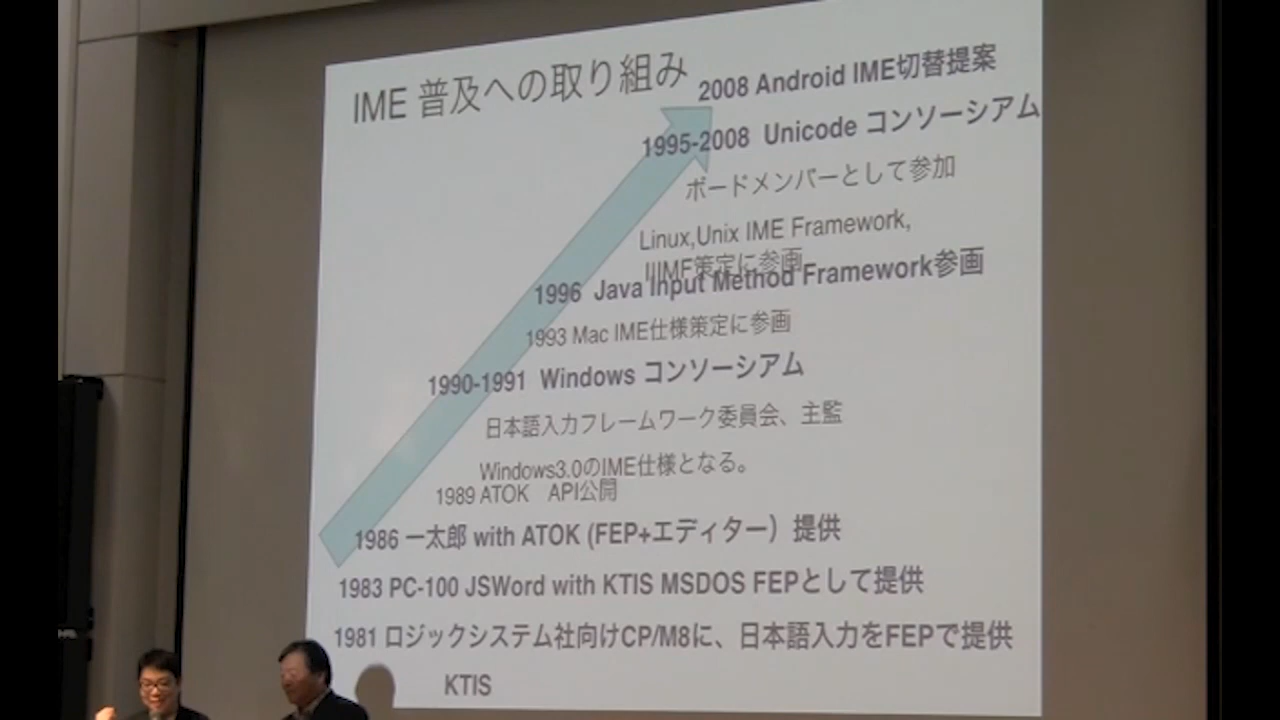 IME 普及への取り組み
2008 Android IME切替提案
1995-2008 Unicode コンソーシアム
ボードメンバーとして参加
Linux,Unix IME Framework,
IIIMF策定に参画
1996 Java Input Method Framework参画
1993 Mac IME仕様策定に参画
1990-1991 Windows コンソーシアム
日本語入力フレームワーク委員会、主監
Windows3.0のIME仕様となる。
1989 ATOK API公開
1986 一太郎 with ATOK (FEP+エディター）提供
1983 PC-100 JSWord with KTIS MSDOS FEPとして提供
1981 ロジックシステム社向けCP/M8に、日本語入力をFEPで提供
KTIS